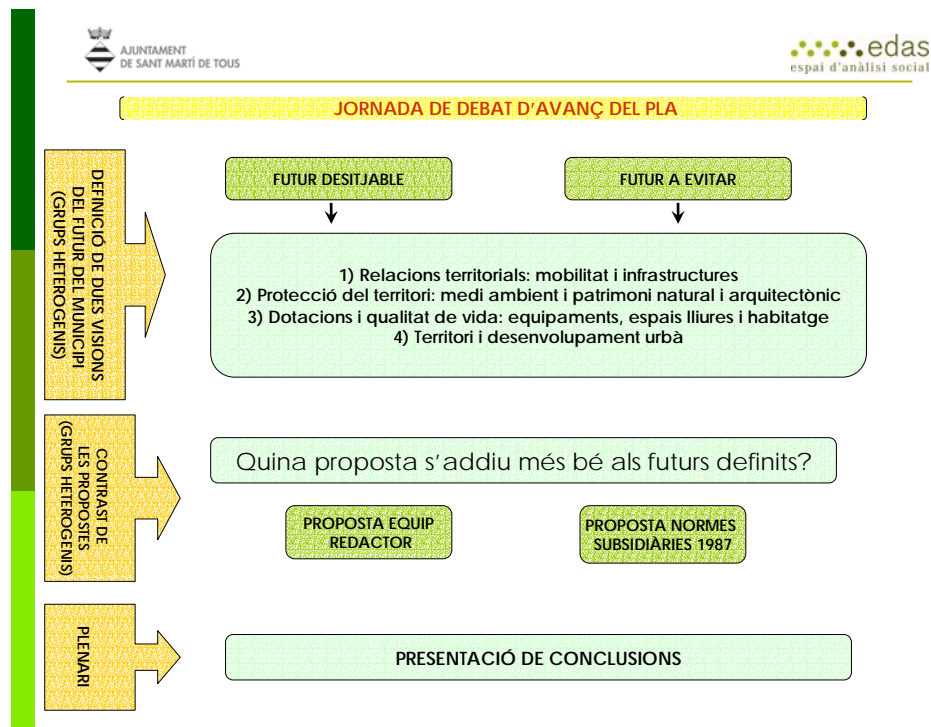 AJUNTAMENT
DE SANT MARTÍ DE TOUS
edas
espai d'anàlisi social
JORNADA DE DEBAT D'AVANÇ DEL PLA
DEFINICIÓ DE DUES VISIONS
DEL FUTUR DEL MUNICIPI
(GRUPS HETEROGENIS)
FUTUR DESITJABLE
FUTUR A EVITAR
1) Relacions territorials: mobilitat i infrastructures
2) Protecció del territori: medi ambient i patrimoni natural i arquitectònic
3) Dotacions i qualitat de vida: equipaments, espais lliures i habitatge
4) Territori i desenvolupament urbà
CONTRAST DE
LES PROPOSTES
(GRUPS HETEROGENIS)
Quina proposta s'addiu més bé als futurs definits?
PROPOSTA EQUIP
REDACTOR
PROPOSTA NORMES
SUBSIDIÀRIES 1987
PLENARI
PRESENTACIÓ DE CONCLUSIONS